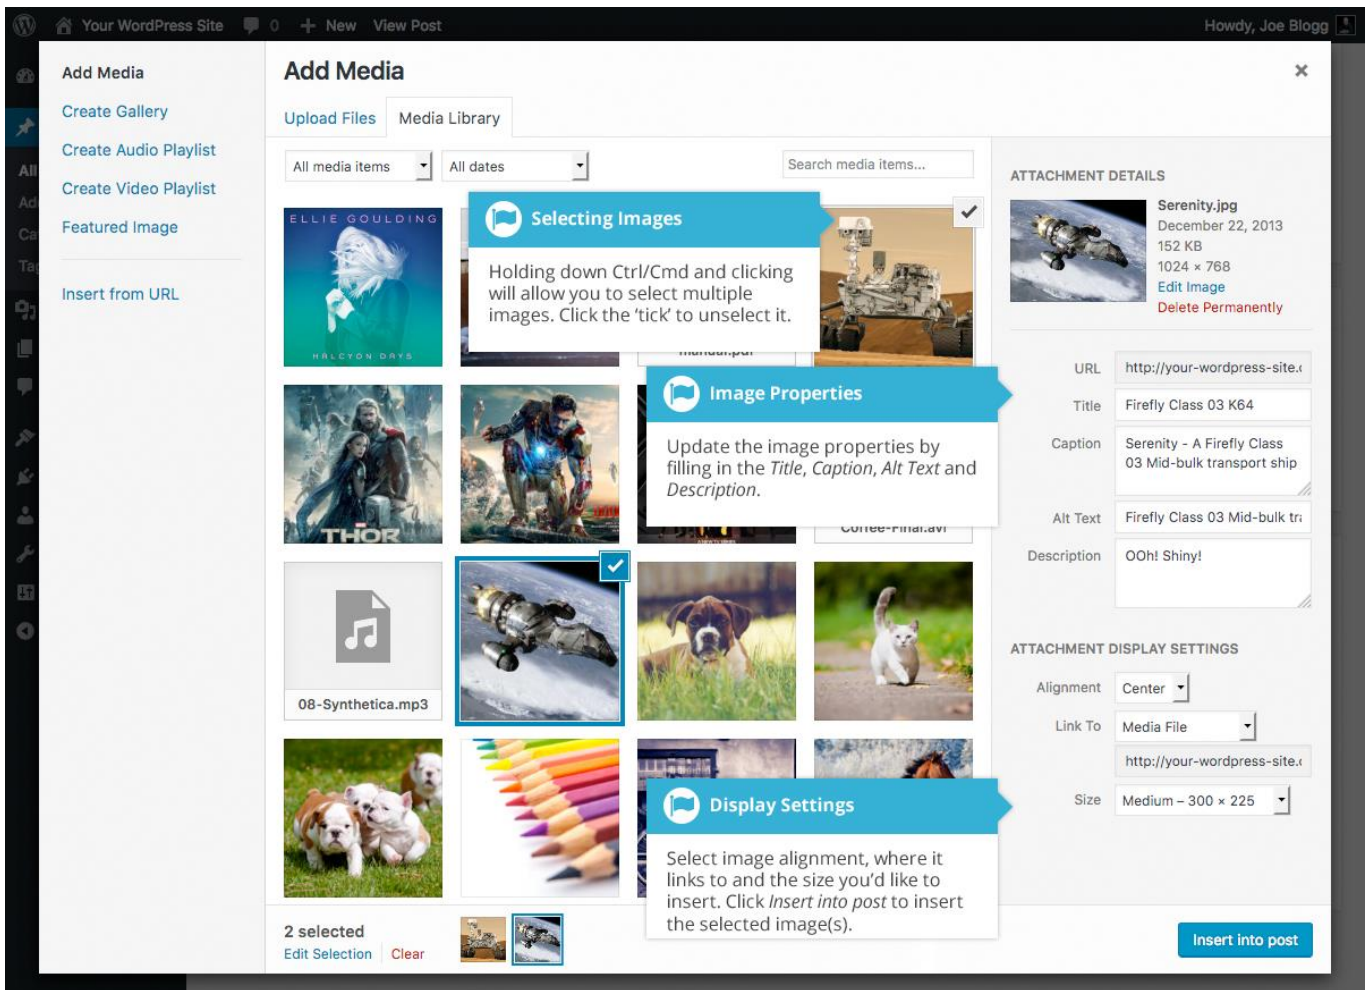 Your WordPress Site
0
New
View Post
Howdy, Joe Blogg
Add Media
Create Gallery
Create Audio Playlist
Create Video Playlist
Featured Image
Insert from URL
All
Add Media
Upload Files
Media Library
All media items
All dates
Search media items...
ELLIE GOULDING
HALCYON DAYS
Selecting Images
Holding down Ctrl/Cmd and clicking
will allow you to select multiple
images. Click the ‘tick’ to unselect it.
manual.pdf
Image Properties
Update the image properties by
filling in the Title, Caption, Alt Text and
Description.
MARVEL
THOR
Coffee-Final.avi
08-Synthetica.mp3
Display Settings
Select image alignment, where it
links to and the size you’d like to
insert. Click Insert into post to insert
the selected image(s).
2 selected
Edit Selection
Clear
ATTACHMENT DETAILS
Serenity.jpg
December 22, 2013
152 KB
1024 × 768
Edit Image
Delete Permanently
URL
http://your-wordpress-site.c
Title
Firefly Class 03 K64
Caption
Serenity - A Firefly Class
03 Mid-bulk transport ship
Alt Text
Firefly Class 03 Mid-bulk tra
Description
OOh! Shiny!
ATTACHMENT DISPLAY SETTINGS
Alignment
Center
Link To
Media File
http://your-wordpress-site.c
Size
Medium – 300 × 225
Insert into post